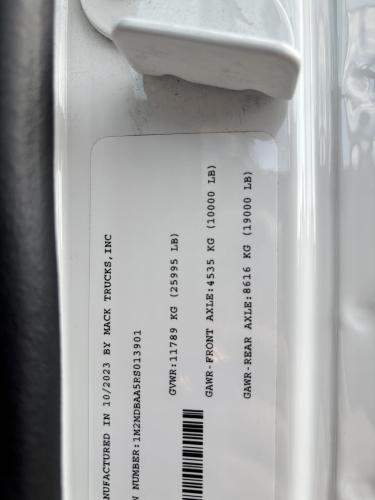 NUFACTURED IN 10/2023 BY MACK TRUCKS,INC
N NUMBER:1M2MDBAA5RS013901
GVWR:11789 KG (25995 LB)
GAWR-FRONT AXLE:4535 KG (10000 LB)
GAWR-REAR AXLE:8616 KG (19000 LB)